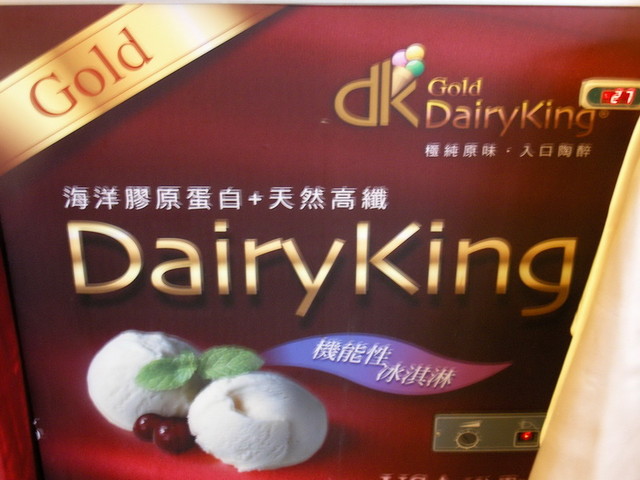 Gold
dk Gold
DairyKing®
極純原味·入口陶醉
27
海洋膠原蛋白+天然高纖
DairyKing
機能性
冰淇淋